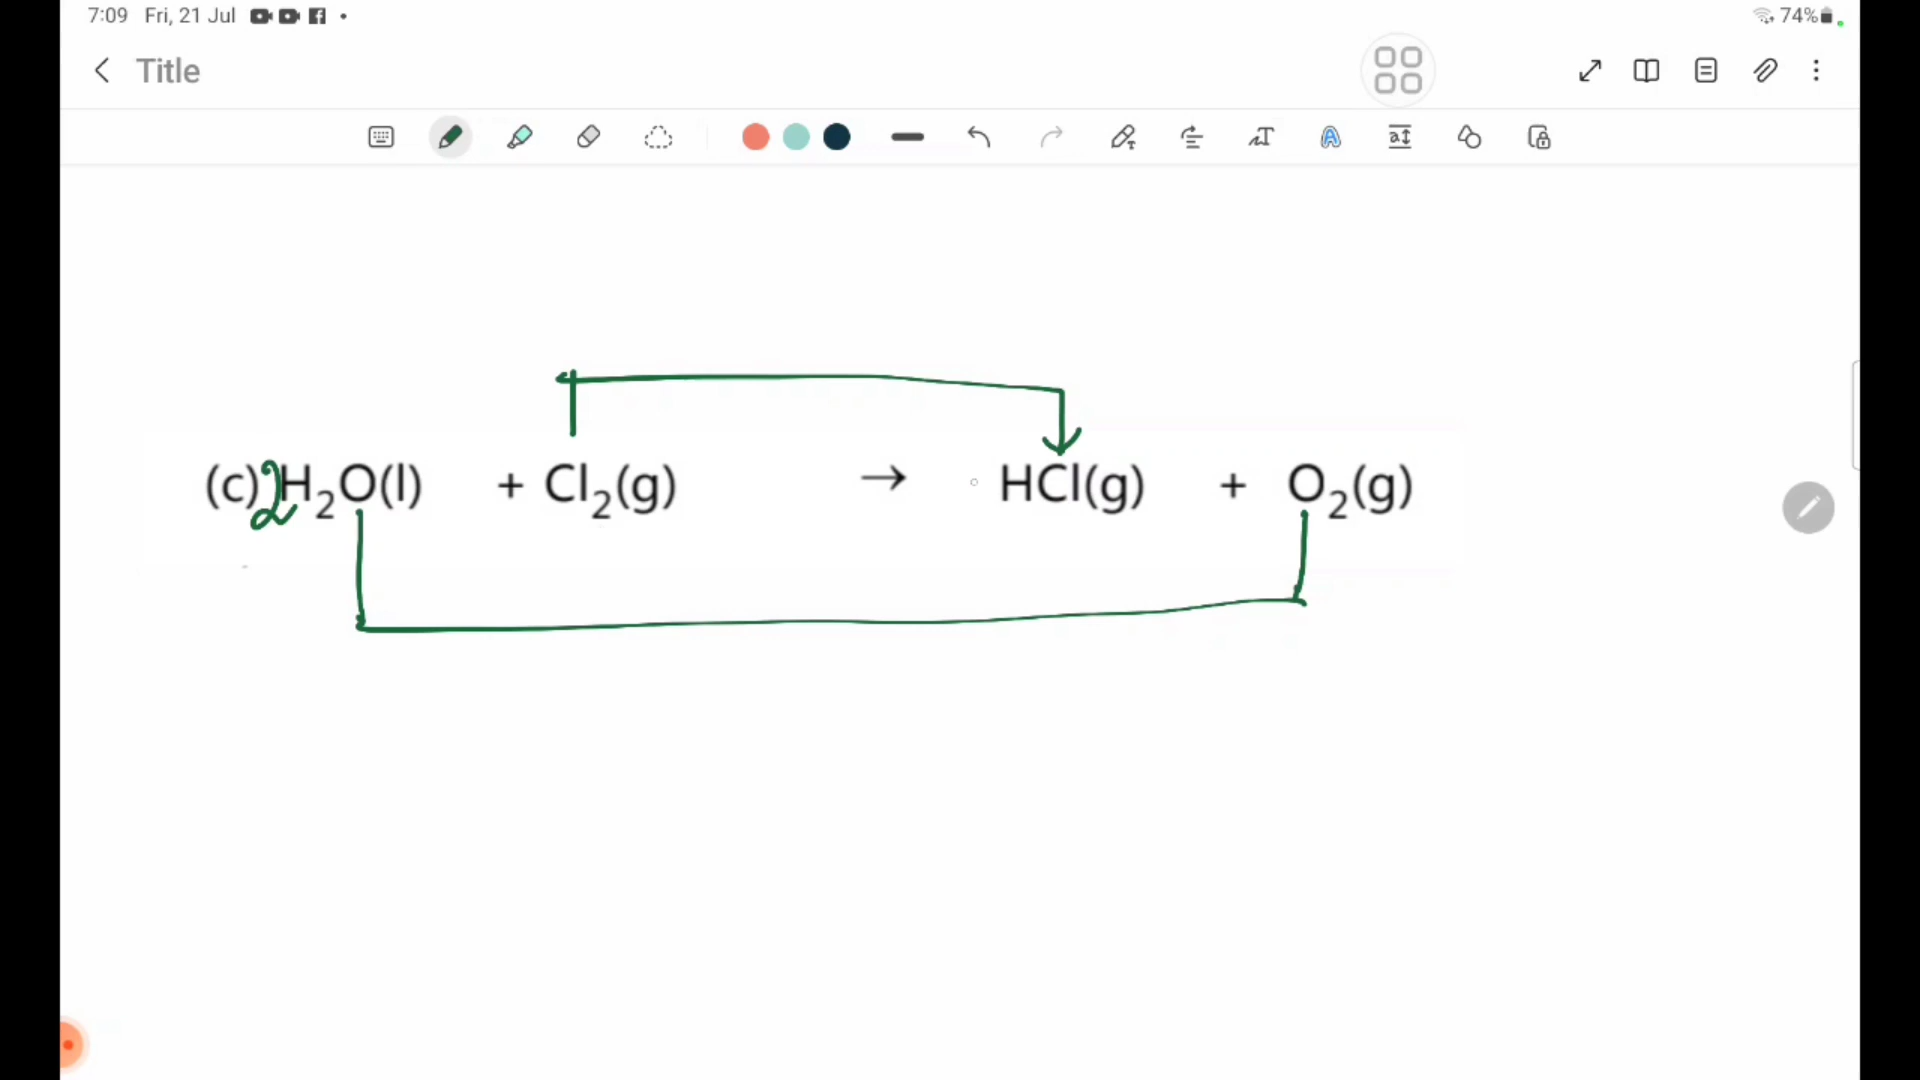 7:09 Fri, 21 Jul
74%
Title
(c) 2H₂O(l) + Cl₂(g) → HCl(g) + O₂(g)